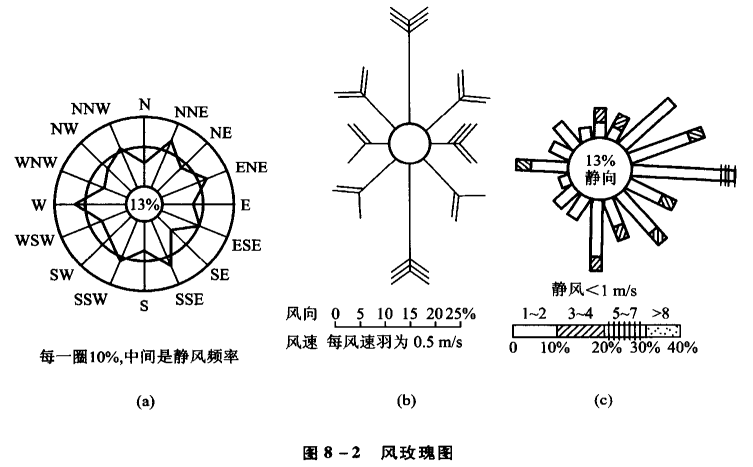 N
NNW
NNE
NW
NE
WNW
ENE
W
13%
E
WSW
ESE
SW
SE
SSW
SSE
S
每一圈10%,中间是静风频率
(a)
风向 0 5 10 15 20 25%
风速 每风速羽为 0.5 m/s
(b)
13%
静向
静风<1 m/s
1~2 3~4 5~7 >8
0 10% 20% 30% 40%
(c)
图 8-2 风玫瑰图